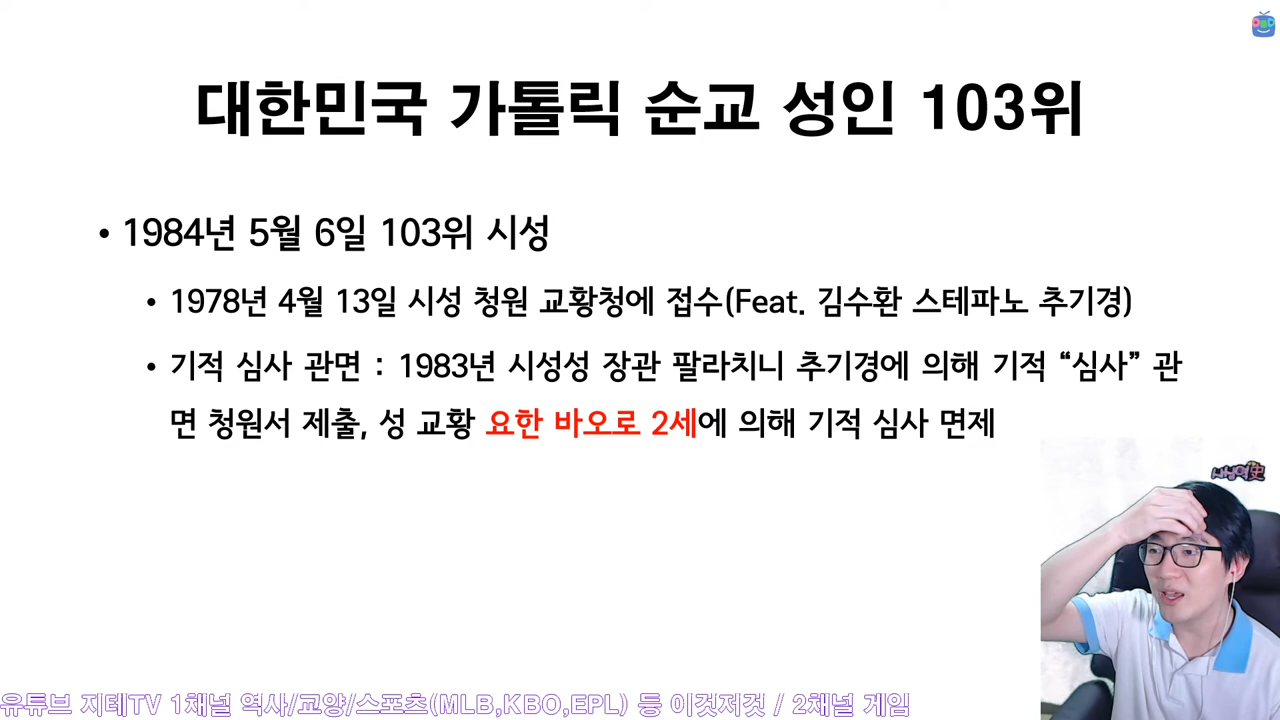 대한민국 가톨릭 순교 성인 103위
• 1984년 5월 6일 103위 시성
• 1978년 4월 13일 시성 청원 교황청에 접수(Feat. 김수환 스테파노 추기경)
• 기적 심사 관면 : 1983년 시성성 장관 팔라치니 추기경에 의해 기적 “심사” 관
면 청원서 제출, 성 교황 요한 바오로 2세에 의해 기적 심사 면제
유튜브 지테TV 1채널 역사/교양/스포츠(MLB,KBO,EPL) 등 이것저것 / 2채널 게임